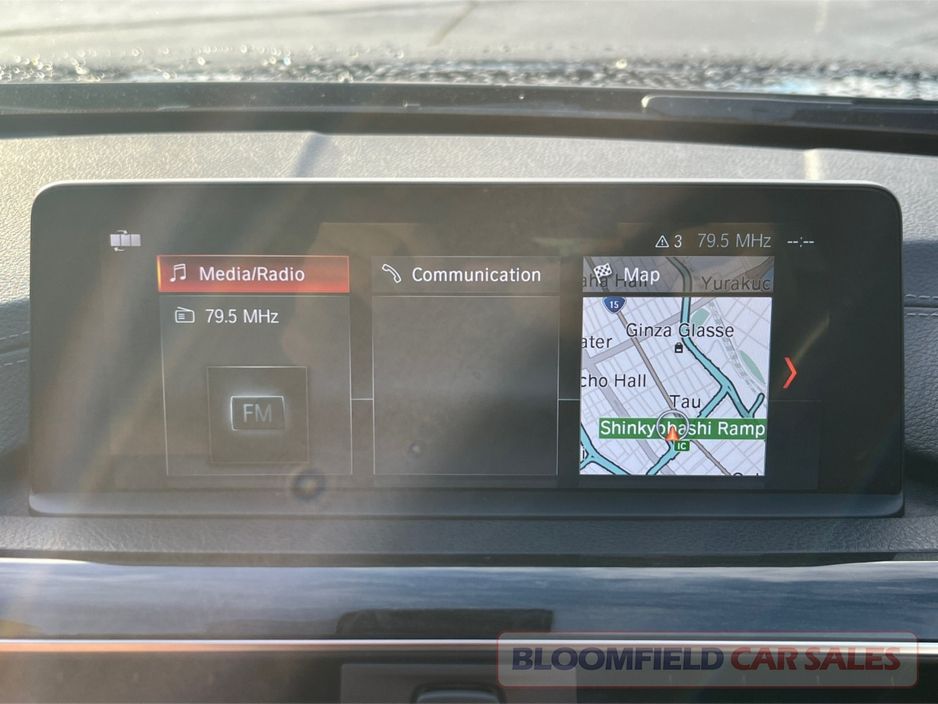 3 79.5 MHz --:--
Media/Radio
Communication
Map
Yurakuc
79.5 MHz
15
Ginza Glasse
ater
cho Hall
FM
Tau
Shinkyobashi Ramp
IC
BLOOMFIELD CAR SALES